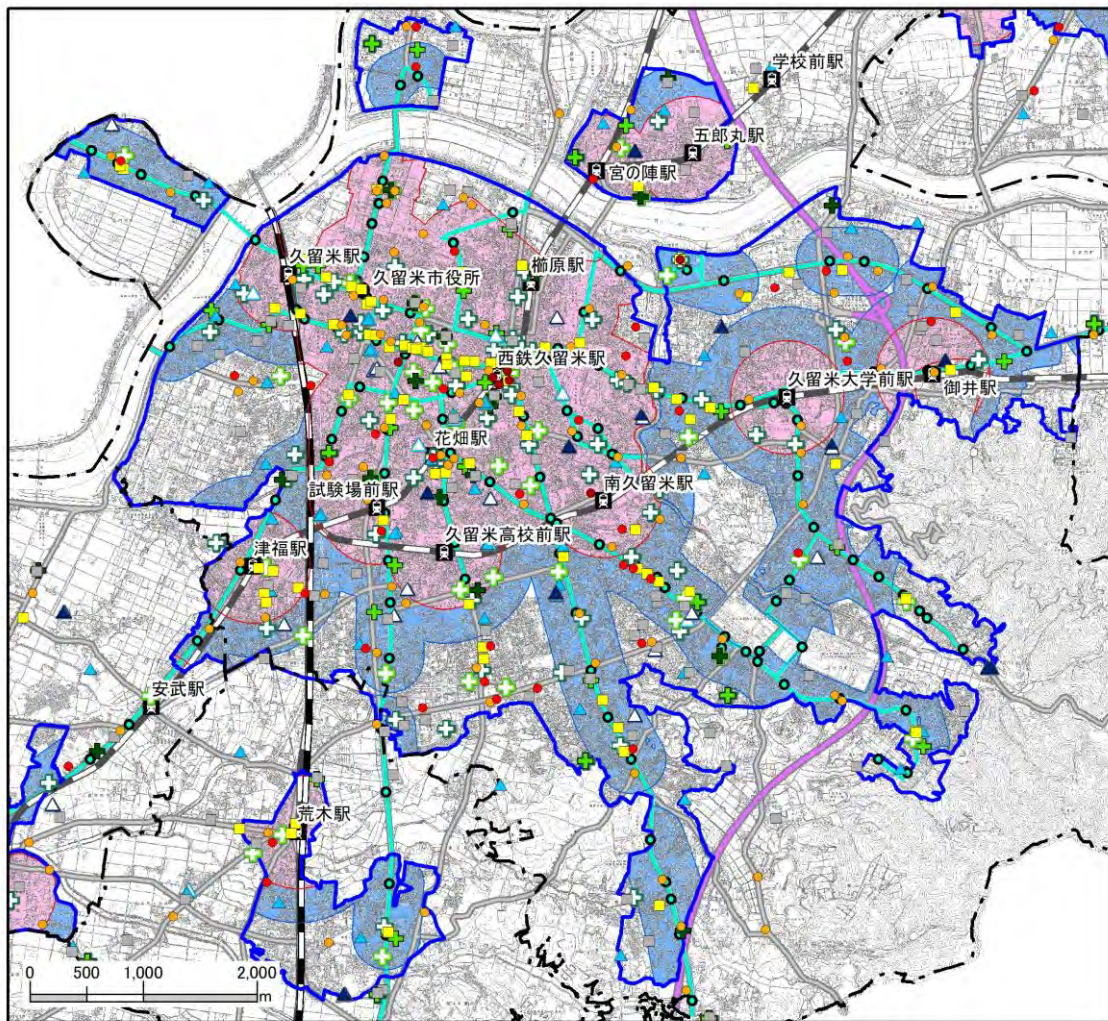 学校前駅
五郎丸駅
宮の陣駅
久留米駅
櫛原駅
久留米市役所
西鉄久留米駅
久留米大学前駅
御井駅
花畑駅
試験場前駅
南久留米駅
久留米高校前駅
津福駅
安武駅
荒木駅
0 500 1,000 2,000
m